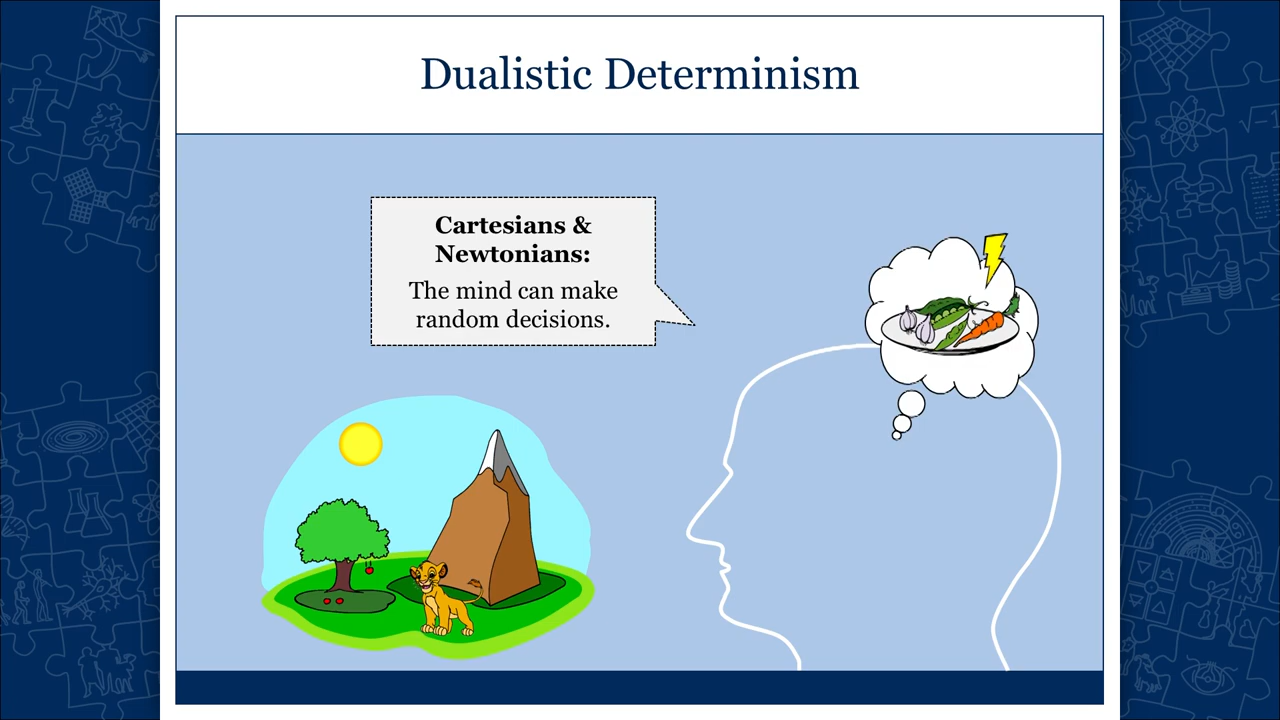 Dualistic Determinism
Cartesians &
Newtonians:
The mind can make
random decisions.